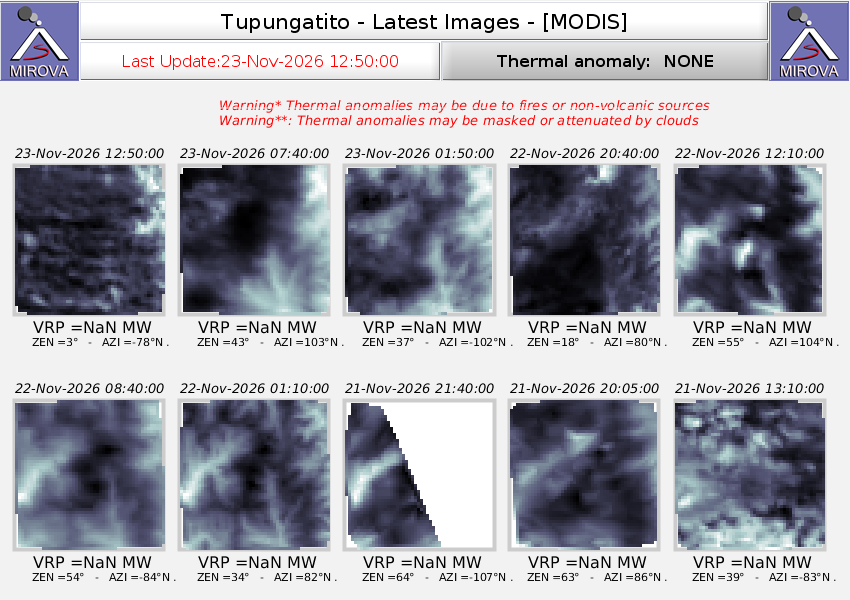 Tupungatito - Latest Images - [MODIS]
MIROVA
Last Update:23-Nov-2026 12:50:00
Thermal anomaly: NONE
MIROVA
Warning* Thermal anomalies may be due to fires or non-volcanic sources
Warning**: Thermal anomalies may be masked or attenuated by clouds
23-Nov-2026 12:50:00 23-Nov-2026 07:40:00 23-Nov-2026 01:50:00 22-Nov-2026 20:40:00 22-Nov-2026 12:10:00
VRP =NaN MW VRP =NaN MW VRP =NaN MW VRP =NaN MW VRP =NaN MW
ZEN =3° - AZI =-78°N . ZEN =43° - AZI =103°N . ZEN =37° - AZI =-102°N . ZEN =18° - AZI =80°N . ZEN =55° - AZI =104°N .
22-Nov-2026 08:40:00 22-Nov-2026 01:10:00 21-Nov-2026 21:40:00 21-Nov-2026 20:05:00 21-Nov-2026 13:10:00
VRP =NaN MW VRP =NaN MW VRP =NaN MW VRP =NaN MW VRP =NaN MW
ZEN =54° - AZI =-84°N . ZEN =34° - AZI =82°N . ZEN =64° - AZI =-107°N . ZEN =63° - AZI =86°N . ZEN =39° - AZI =-83°N .